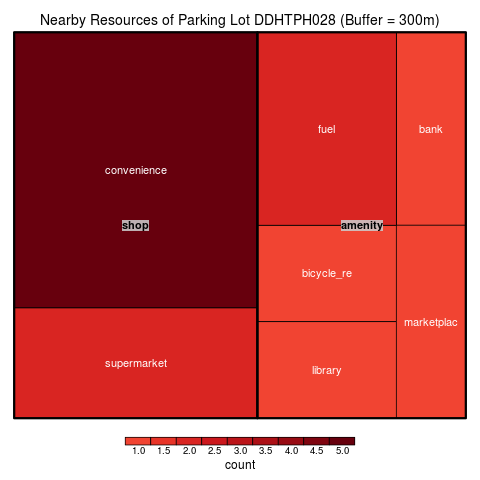 Nearby Resources of Parking Lot DDHTPH028 (Buffer = 300m)
convenience
shop
supermarket
fuel
bank
amenity
bicycle_re
marketplac
library
1.0 1.5 2.0 2.5 3.0 3.5 4.0 4.5 5.0
count